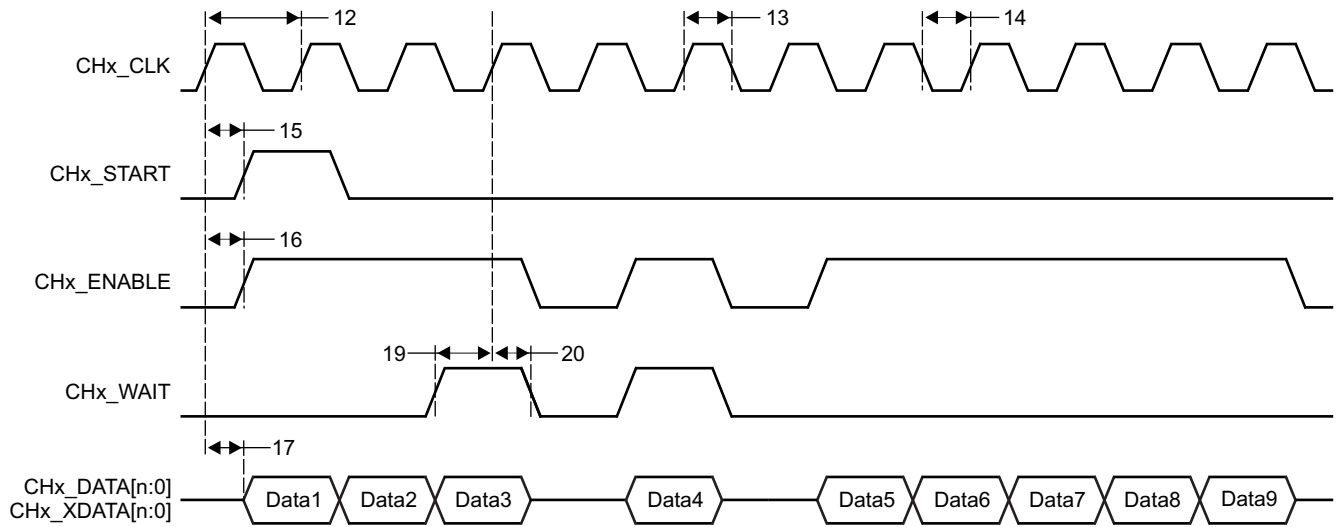 12
13
14
CHx_CLK
15
CHx_START
16
CHx_ENABLE
19
20
CHx_WAIT
17
CHx_DATA[n:0]
CHx_XDATA[n:0]
Data1 Data2 Data3 Data4 Data5 Data6 Data7 Data8 Data9